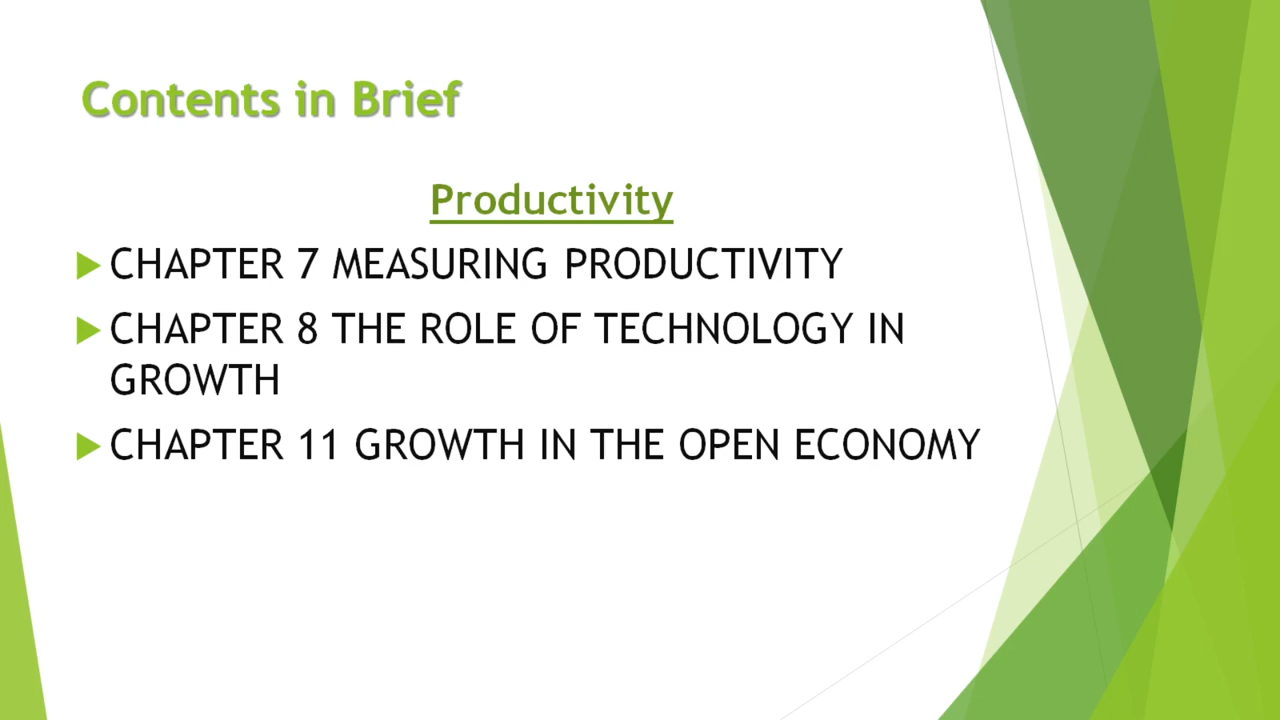 Contents in Brief
Productivity
CHAPTER 7 MEASURING PRODUCTIVITY
CHAPTER 8 THE ROLE OF TECHNOLOGY IN
GROWTH
CHAPTER 11 GROWTH IN THE OPEN ECONOMY